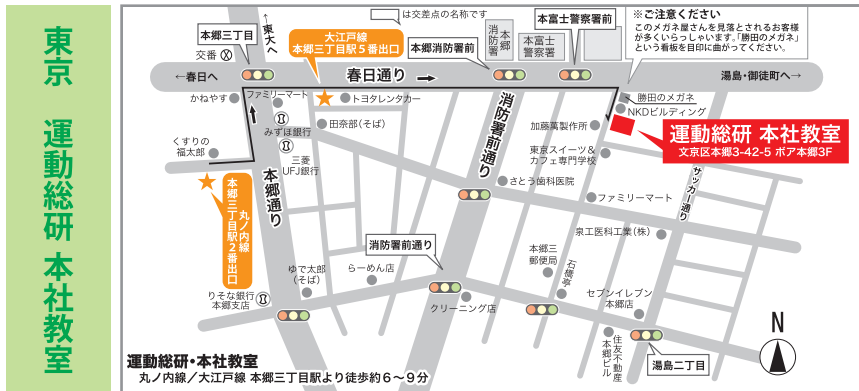 東京 運動総研 本社教室
は交差点の名称です
←東大へ
本郷三丁目
交番
大江戸線
本郷三丁目駅5番出口
本郷消防署前
消防署
本郷
本富士
警察署
本富士警察署前
※ご注意ください
このメガネ屋さんを見落とされるお客様
が多くいらっしゃいます。「勝田のメガネ」
という看板を目印に曲がってください。
←春日へ
春日通り →
湯島・御徒町へ→
かねやす
ファミリーマート
トヨタレンタカー
勝田のメガネ
NKDビルディング
みずほ銀行
田奈部(そば)
消防署前通り
加藤萬製作所
運動総研 本社教室
文京区本郷3-42-5 ボア本郷3F
くすりの
福太郎
三菱
UFJ銀行
東京スイーツ&
カフェ専門学校
本郷通り
さとう歯科医院
ファミリーマート
サッカー通り
丸ノ内線
本郷三丁目駅2番出口
消防署前通り
泉工医科工業(株)
本郷三
郵便局
石橋亭
ゆで太郎
(そば)
らーめん店
りそな銀行
本郷支店
クリーニング店
セブンイレブン
本郷店
住友不動産
本郷ビル
湯島二丁目
N
運動総研・本社教室
丸ノ内線/大江戸線 本郷三丁目駅より徒歩約6~9分